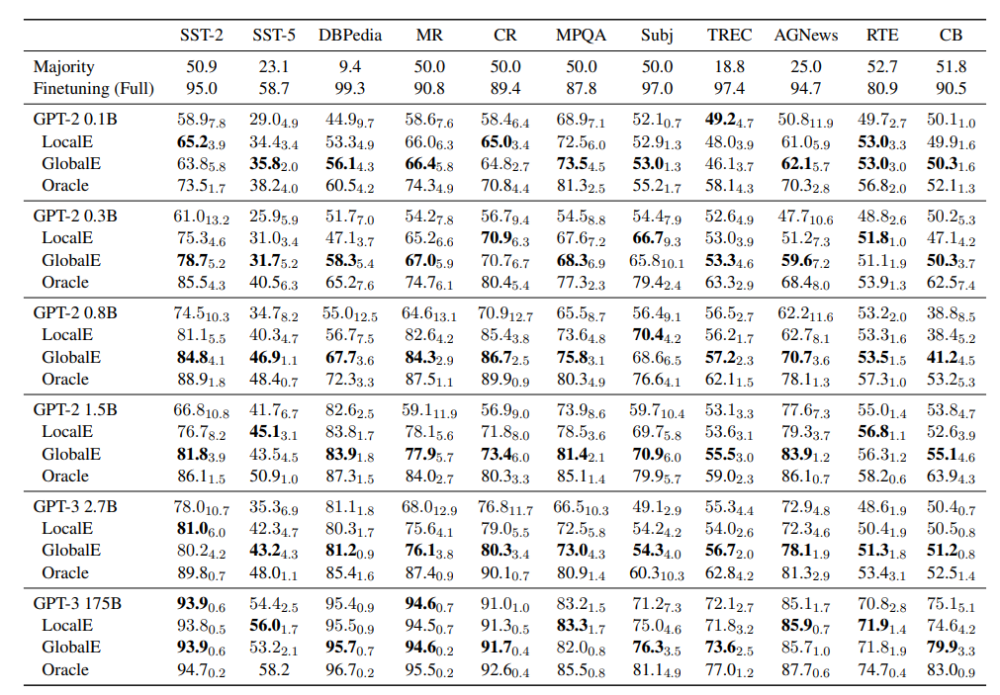 SST-2 SST-5 DBPedia MR CR MPQA Subj TREC AGNews RTE CB
Majority 50.9 23.1 9.4 50.0 50.0 50.0 50.0 18.8 25.0 52.7 51.8
Finetuning (Full) 95.0 58.7 99.3 90.8 89.4 87.8 97.0 97.4 94.7 80.9 90.5
GPT-2 0.1B 58.9 7.8 29.0 4.9 44.9 9.7 58.6 7.6 58.4 6.4 68.9 7.1 52.1 0.7 49.2 4.7 50.8 11.9 49.7 2.7 50.1 1.0
LocalE 65.2 3.9 34.4 3.4 53.3 4.9 66.0 6.3 65.0 3.4 72.5 6.0 52.9 1.3 48.0 3.9 61.0 5.9 53.0 3.3 49.9 1.6
GlobalE 63.8 5.8 35.8 2.0 56.1 4.3 66.4 5.8 64.8 2.7 73.5 4.5 53.0 1.3 46.1 3.7 62.1 5.7 53.0 3.0 50.3 1.6
Oracle 73.5 1.7 38.2 4.0 60.5 4.2 74.3 4.9 70.8 4.4 81.3 2.5 55.2 1.7 58.1 4.3 70.3 2.8 56.8 2.0 52.1 1.3
GPT-2 0.3B 61.0 13.2 25.9 5.9 51.7 7.0 54.2 7.8 56.7 9.4 54.5 8.8 54.4 7.9 52.6 4.9 47.7 10.6 48.8 2.6 50.2 5.3
LocalE 75.3 4.6 31.0 3.4 47.1 3.7 65.2 6.6 70.9 6.3 67.6 7.2 66.7 9.3 53.0 3.9 51.2 7.3 51.8 1.0 47.1 4.2
GlobalE 78.7 5.2 31.7 5.2 58.3 5.4 67.0 5.9 70.7 6.7 68.3 6.9 65.8 10.1 53.3 4.6 59.6 7.2 51.1 1.9 50.3 3.7
Oracle 85.5 4.3 40.5 6.3 65.2 7.6 74.7 6.1 80.4 5.4 77.3 2.3 79.4 2.4 63.3 2.9 68.4 8.0 53.9 1.3 62.5 7.4
GPT-2 0.8B 74.5 10.3 34.7 8.2 55.0 12.5 64.6 13.1 70.9 12.7 65.5 8.7 56.4 9.1 56.5 2.7 62.2 11.6 53.2 2.0 38.8 8.5
LocalE 81.1 5.5 40.3 4.7 56.7 7.5 82.6 4.2 85.4 3.8 73.6 4.8 70.4 4.2 56.2 1.7 62.7 8.1 53.3 1.6 38.4 5.2
GlobalE 84.8 4.1 46.9 1.1 67.7 3.6 84.3 2.9 86.7 2.5 75.8 3.1 68.6 6.5 57.2 2.3 70.7 3.6 53.5 1.5 41.2 4.5
Oracle 88.9 1.8 48.4 0.7 72.3 3.3 87.5 1.1 89.9 0.9 80.3 4.9 76.6 4.1 62.1 1.5 78.1 1.3 57.3 1.0 53.2 5.3
GPT-2 1.5B 66.8 10.8 41.7 6.7 82.6 2.5 59.1 11.9 56.9 9.0 73.9 8.6 59.7 10.4 53.1 3.3 77.6 7.3 55.0 1.4 53.8 4.7
LocalE 76.7 8.2 45.1 3.1 83.8 1.7 78.1 5.6 71.8 8.0 78.5 3.6 69.7 5.8 53.6 3.1 79.3 3.7 56.8 1.1 52.6 3.9
GlobalE 81.8 3.9 43.5 4.5 83.9 1.8 77.9 5.7 73.4 6.0 81.4 2.1 70.9 6.0 55.5 3.0 83.9 1.2 56.3 1.2 55.1 4.6
Oracle 86.1 1.5 50.9 1.0 87.3 1.5 84.0 2.7 80.3 3.3 85.1 1.4 79.9 5.7 59.0 2.3 86.1 0.7 58.2 0.6 63.9 4.3
GPT-3 2.7B 78.0 10.7 35.3 6.9 81.1 1.8 68.0 12.9 76.8 11.7 66.5 10.3 49.1 2.9 55.3 4.4 72.9 4.8 48.6 1.9 50.4 0.7
LocalE 81.0 6.0 42.3 4.7 80.3 1.7 75.6 4.1 79.0 5.5 72.5 5.8 54.2 4.2 54.0 2.6 72.3 4.6 50.4 1.9 50.5 0.8
GlobalE 80.2 4.2 43.2 4.3 81.2 0.9 76.1 3.8 80.3 3.4 73.0 4.3 54.3 4.0 56.7 2.0 78.1 1.9 51.3 1.8 51.2 0.8
Oracle 89.8 0.7 48.0 1.1 85.4 1.6 87.4 0.9 90.1 0.7 80.9 1.4 60.3 10.3 62.8 4.2 81.3 2.9 53.4 3.1 52.5 1.4
GPT-3 175B 93.9 0.6 54.4 2.5 95.4 0.9 94.6 0.7 91.0 1.0 83.2 1.5 71.2 7.3 72.1 2.7 85.1 1.7 70.8 2.8 75.1 5.1
LocalE 93.8 0.5 56.0 1.7 95.5 0.9 94.5 0.7 91.3 0.5 83.3 1.7 75.0 4.6 71.8 3.2 85.9 0.7 71.9 1.4 74.6 4.2
GlobalE 93.9 0.6 53.2 2.1 95.7 0.7 94.6 0.2 91.7 0.4 82.0 0.8 76.3 3.5 73.6 2.5 85.7 1.0 71.8 1.9 79.9 3.3
Oracle 94.7 0.2 58.2 96.7 0.2 95.5 0.2 92.6 0.4 85.5 0.8 81.1 4.9 77.0 1.2 87.7 0.6 74.7 0.4 83.0 0.9